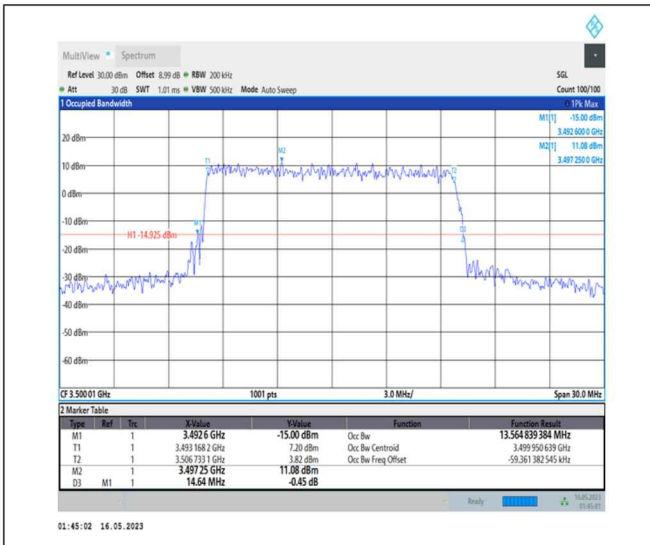 MultiView Spectrum
Ref Level 30.00 dBm Offset 8.99 dB RBW 200 kHz SGL
Att 30 dB SWT 1.01 ms VBW 500 kHz Mode Auto Sweep Count 100/100
1 Occupied Bandwidth 1Pk Max
M1[1] -15.00 dBm
3.492 600 0 GHz
M2[1] 11.08 dBm
3.497 250 0 GHz
20 dBm
M2
T1
T2
10 dBm
0 dBm
-10 dBm
M1
D3
H1 -14.925 dBm
-20 dBm
-30 dBm
-40 dBm
-50 dBm
-60 dBm
CF 3.500 01 GHz 1001 pts 3.0 MHz/ Span 30.0 MHz
2 Marker Table
Type Ref Trc X-Value Y-Value Function Function Result
M1 1 3.492 6 GHz -15.00 dBm Occ Bw 13.564 839 384 MHz
T1 1 3.493 168 2 GHz 7.20 dBm Occ Bw Centroid 3.499 950 639 GHz
T2 1 3.506 733 1 GHz 3.82 dBm Occ Bw Freq Offset -59.361 382 545 kHz
M2 1 3.497 25 GHz 11.08 dBm
D3 M1 1 14.64 MHz -0.45 dB
Ready 16.05.2023
01:45:01
01:45:02 16.05.2023